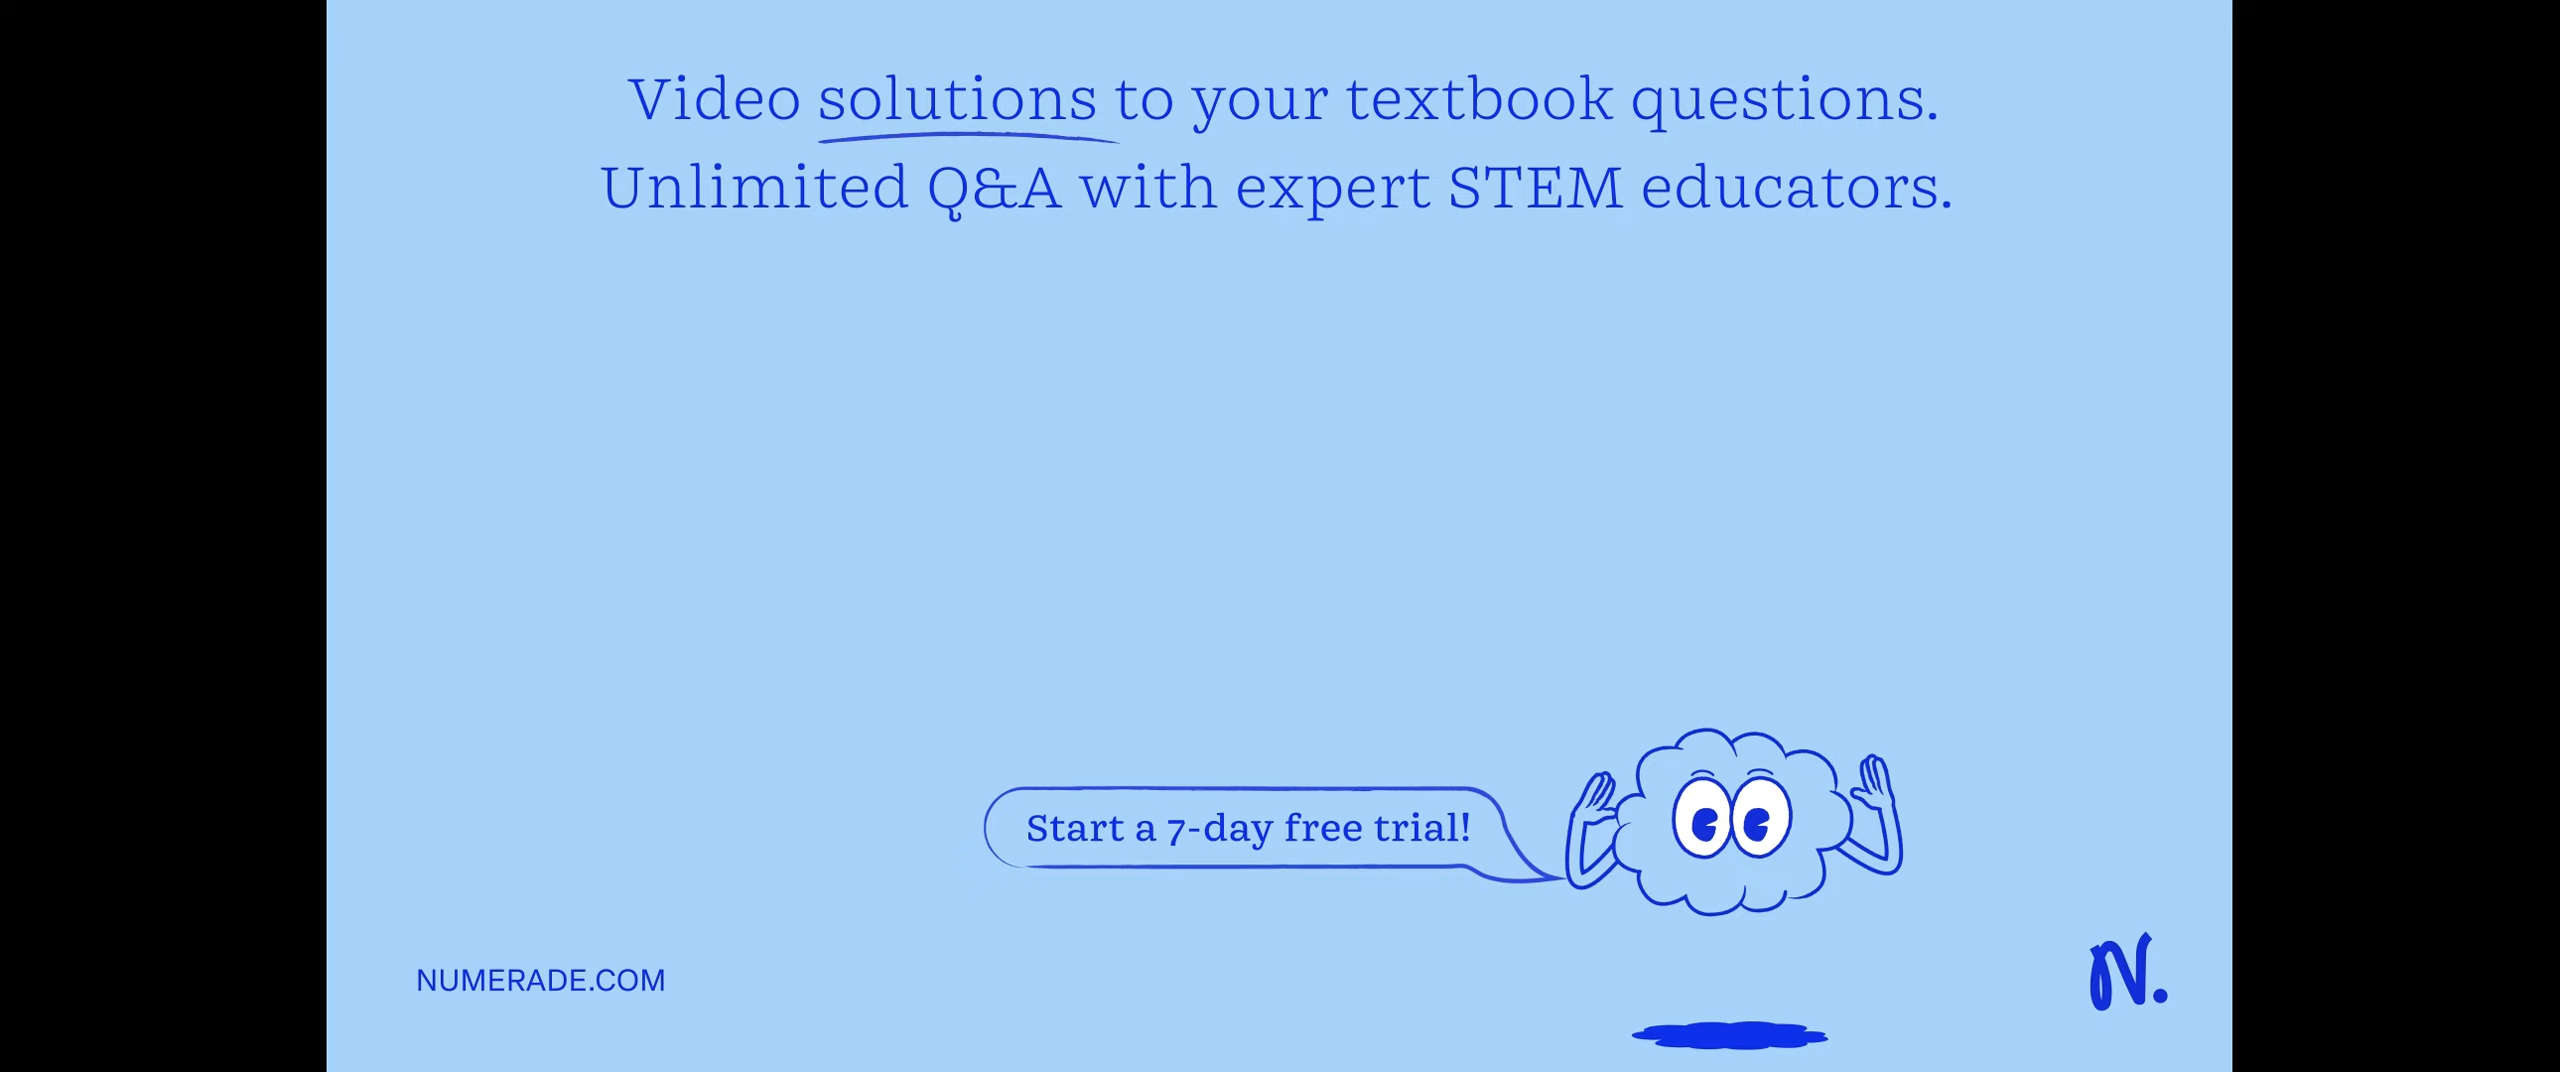 Video solutions to your textbook questions.
Unlimited Q&A with expert STEM educators.
Start a 7-day free trial!
NUMERADE.COM
N.